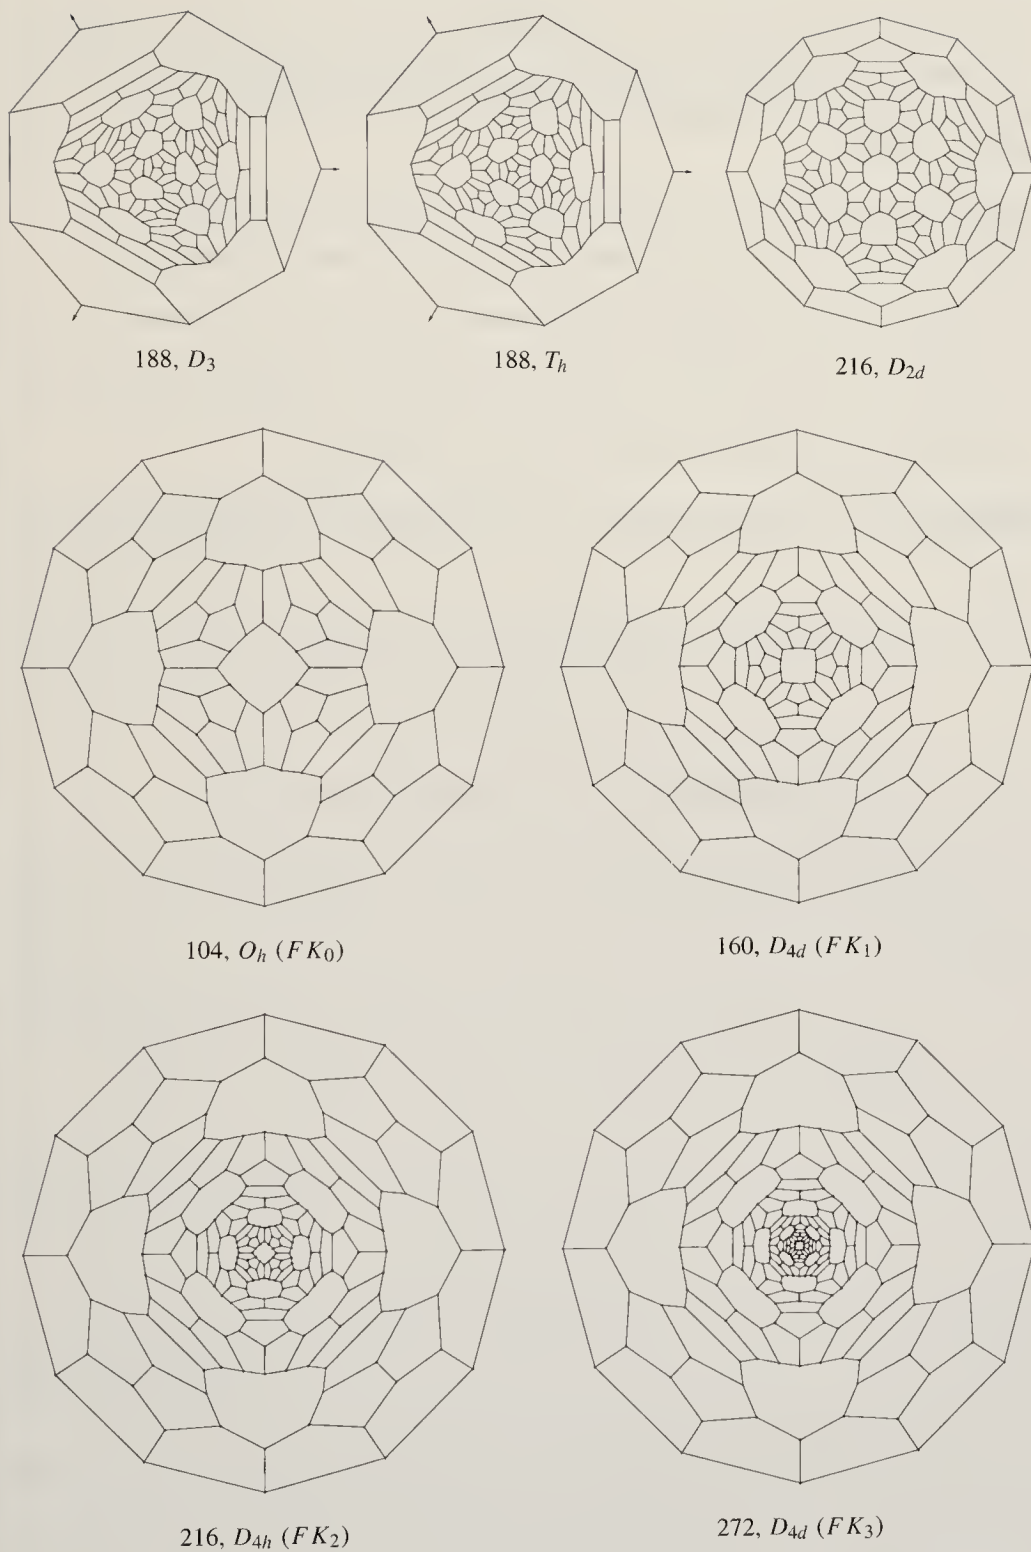 188, D₃ 188, Tₕ 216, D₂d
104, Oₕ (FK₀) 160, D₄d (FK₁)
216, D₄ₕ (FK₂) 272, D₄d (FK₃)